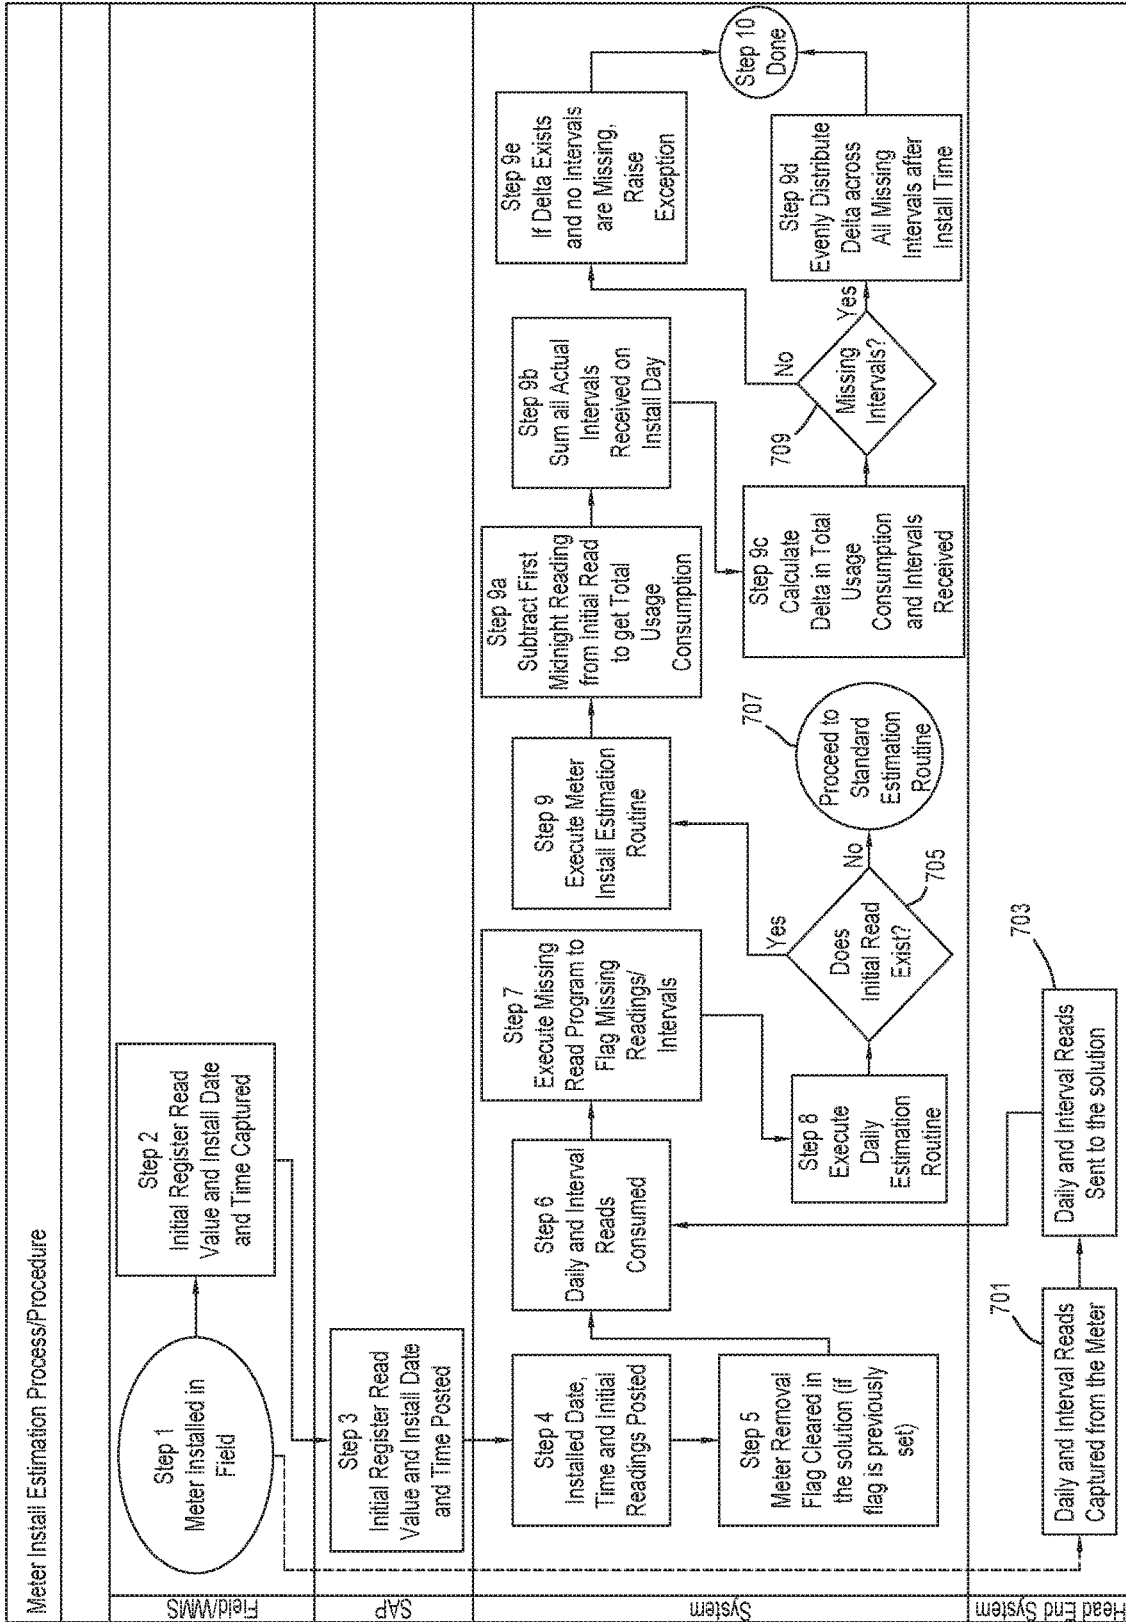 Meter Install Estimation Process/Procedure
Field/WMS
Step 1
Meter Installed in
Field
Step 2
Initial Register Read
Value and Install Date
and Time Captured
SAP
Step 3
Initial Register Read
Value and Install Date
and Time Posted
System
Step 4
Installed Date,
Time and Initial
Readings Posted
Step 5
Meter Removal
Flag Cleared in
the solution (if
flag is previously
set)
Step 6
Daily and Interval
Reads
Consumed
Step 7
Execute Missing
Read Program to
Flag Missing
Readings/
Intervals
Step 8
Execute
Daily
Estimation
Routine
Does
Initial Read
Exist?
705
Yes
No
Proceed to
Standard
Estimation
Routine
707
Step 9
Execute Meter
Install Estimation
Routine
Step 9a
Subtract First
Midnight Reading
from Initial Read
to get Total
Usage
Consumption
Step 9b
Sum all Actual
Intervals
Received on
Install Day
Step 9c
Calculate
Delta in Total
Usage
Consumption
and Intervals
Received
Missing
Intervals?
709
No
Yes
Step 9e
If Delta Exists
and no Intervals
are Missing,
Raise
Exception
Step 9d
Evenly Distribute
Delta across
All Missing
Intervals after
Install Time
Step 10
Done
Head End System
701
Daily and Interval Reads
Captured from the Meter
703
Daily and Interval Reads
Sent to the solution